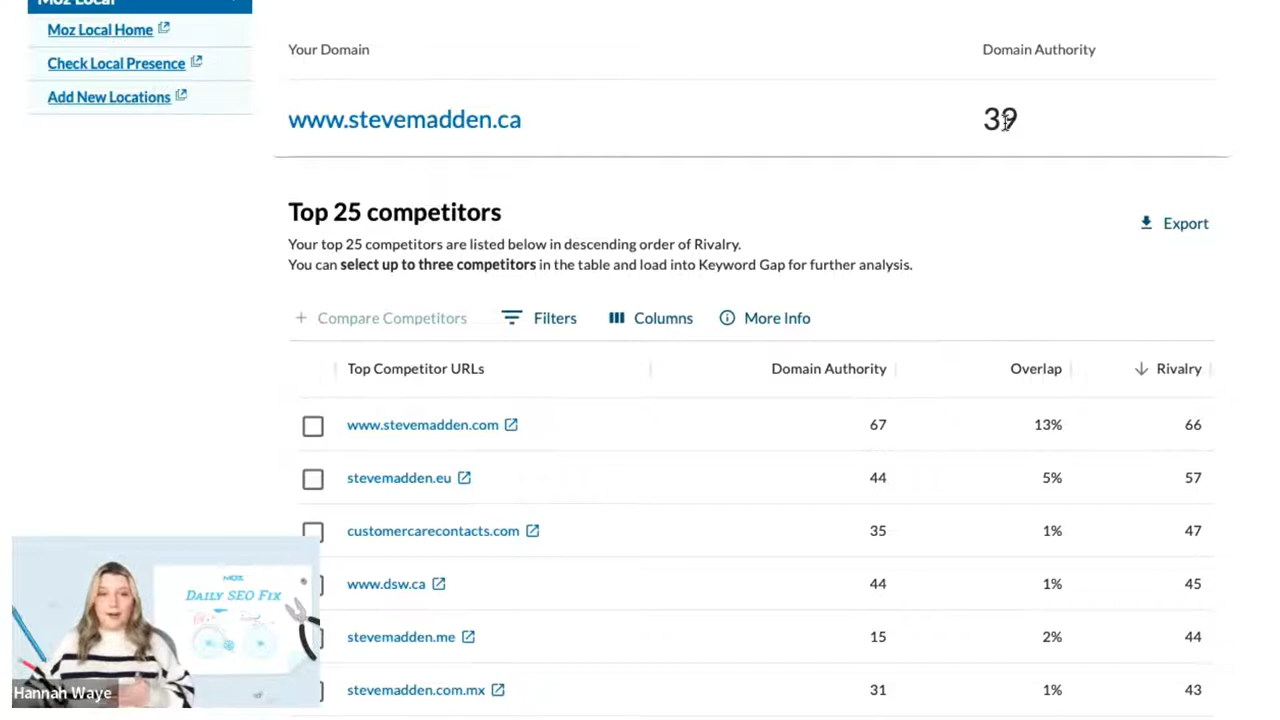 Moz Local
Moz Local Home
Check Local Presence
Add New Locations
Your Domain
Domain Authority
www.stevemadden.ca
39
Top 25 competitors
Export
Your top 25 competitors are listed below in descending order of Rivalry.
You can select up to three competitors in the table and load into Keyword Gap for further analysis.
+ Compare Competitors
Filters
Columns
More Info
Top Competitor URLs
Domain Authority
Overlap
Rivalry
www.stevemadden.com 67 13% 66
stevemadden.eu 44 5% 57
customercarecontacts.com 35 1% 47
www.dsw.ca 44 1% 45
stevemadden.me 15 2% 44
stevemadden.com.mx 31 1% 43
MOZ
DAILY SEO FIX
Hannah Waye